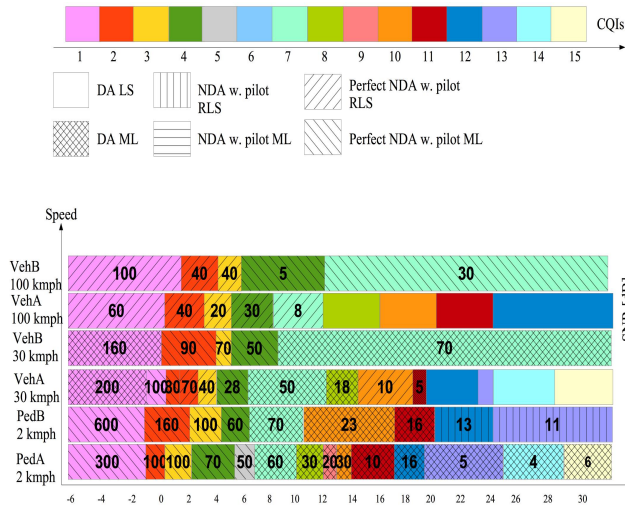 CQIs
1 2 3 4 5 6 7 8 9 10 11 12 13 14 15
DA LS
NDA w. pilot
RLS
Perfect NDA w. pilot
RLS
DA ML
NDA w. pilot ML
Perfect NDA w. pilot ML
Speed
VehB
100 kmph
100 40 40 5 30
VehA
100 kmph
60 40 20 30 8
VehB
30 kmph
160 90 70 50 70
VehA
30 kmph
200 100 80 70 40 28 50 18 10 5
PedB
2 kmph
600 160 100 60 70 23 16 13 11
PedA
2 kmph
300 100 100 70 50 60 30 20 30 10 16 5 4 6
-6 -4 -2 0 2 4 6 8 10 12 14 16 18 20 22 24 26 28 30